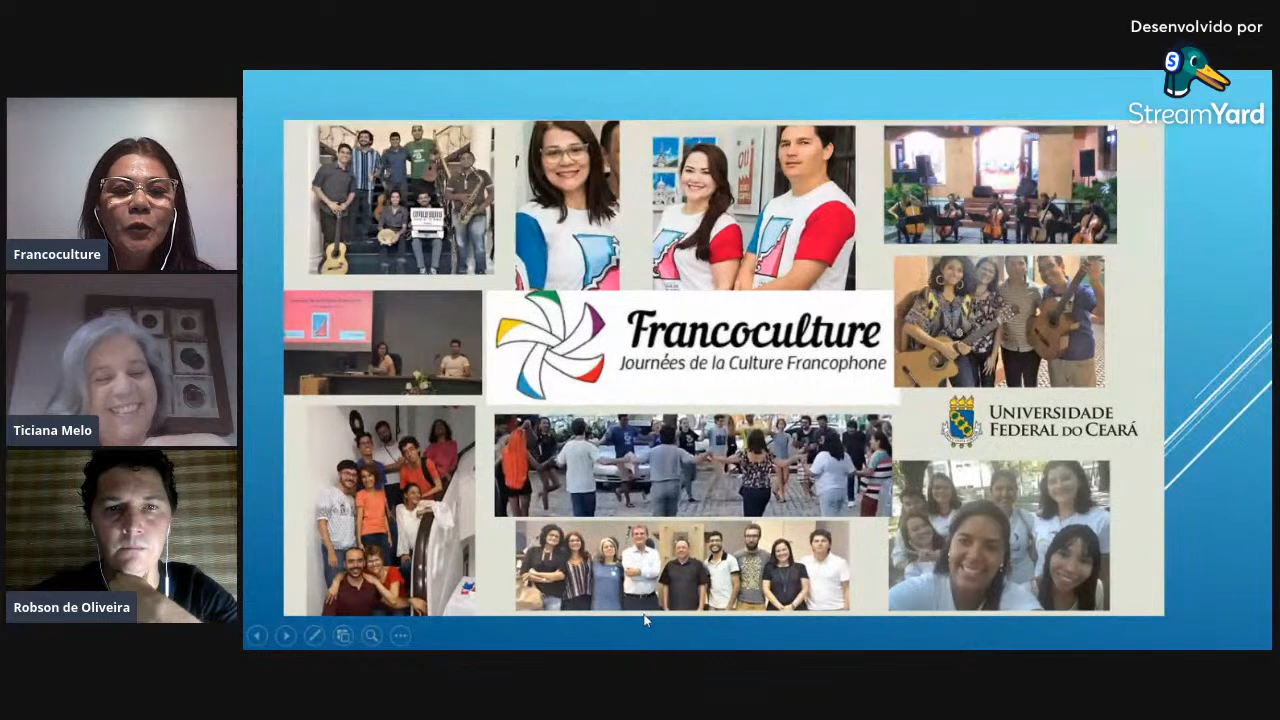 Desenvolvido por
StreamYard
Francoculture
Ticiana Melo
Robson de Oliveira
Francoculture
Journées de la Culture Francophone
UNIVERSIDADE
FEDERAL DO CEARÁ